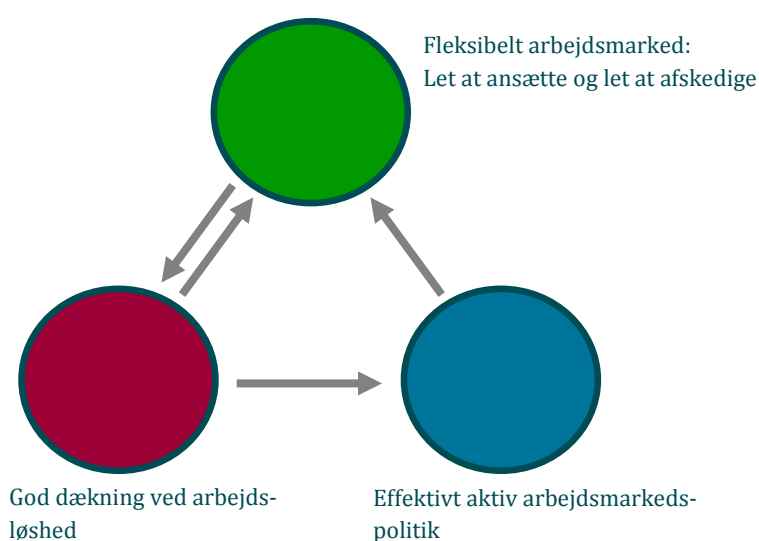 Fleksibelt arbejdsmarked:
Let at ansætte og let at afskedige
God dækning ved arbejds-
løshed
Effektivt aktiv arbejdsmarkeds-
politik